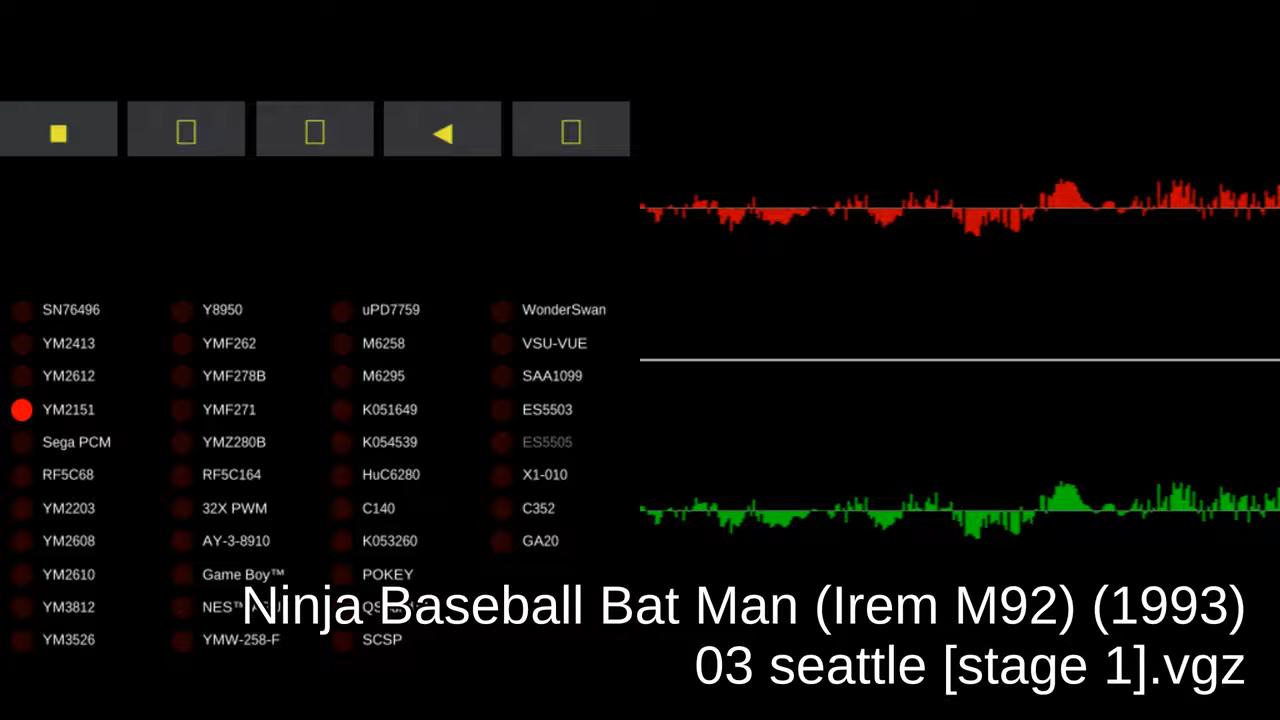 SN76496 Y8950 uPD7759 WonderSwan
YM2413 YMF262 M6258 VSU-VUE
YM2612 YMF278B M6295 SAA1099
YM2151 YMF271 K051649 ES5503
Sega PCM YMZ280B K054539 ES5505
RF5C68 RF5C164 HuC6280 X1-010
YM2203 32X PWM C140 C352
YM2608 AY-3-8910 K053260 GA20
YM2610 Game Boy™ POKEY
YM3812 NES™
YM3526 YMW-258-F SCSP
Ninja Baseball Bat Man (Irem M92) (1993)
03 seattle [stage 1].vgz